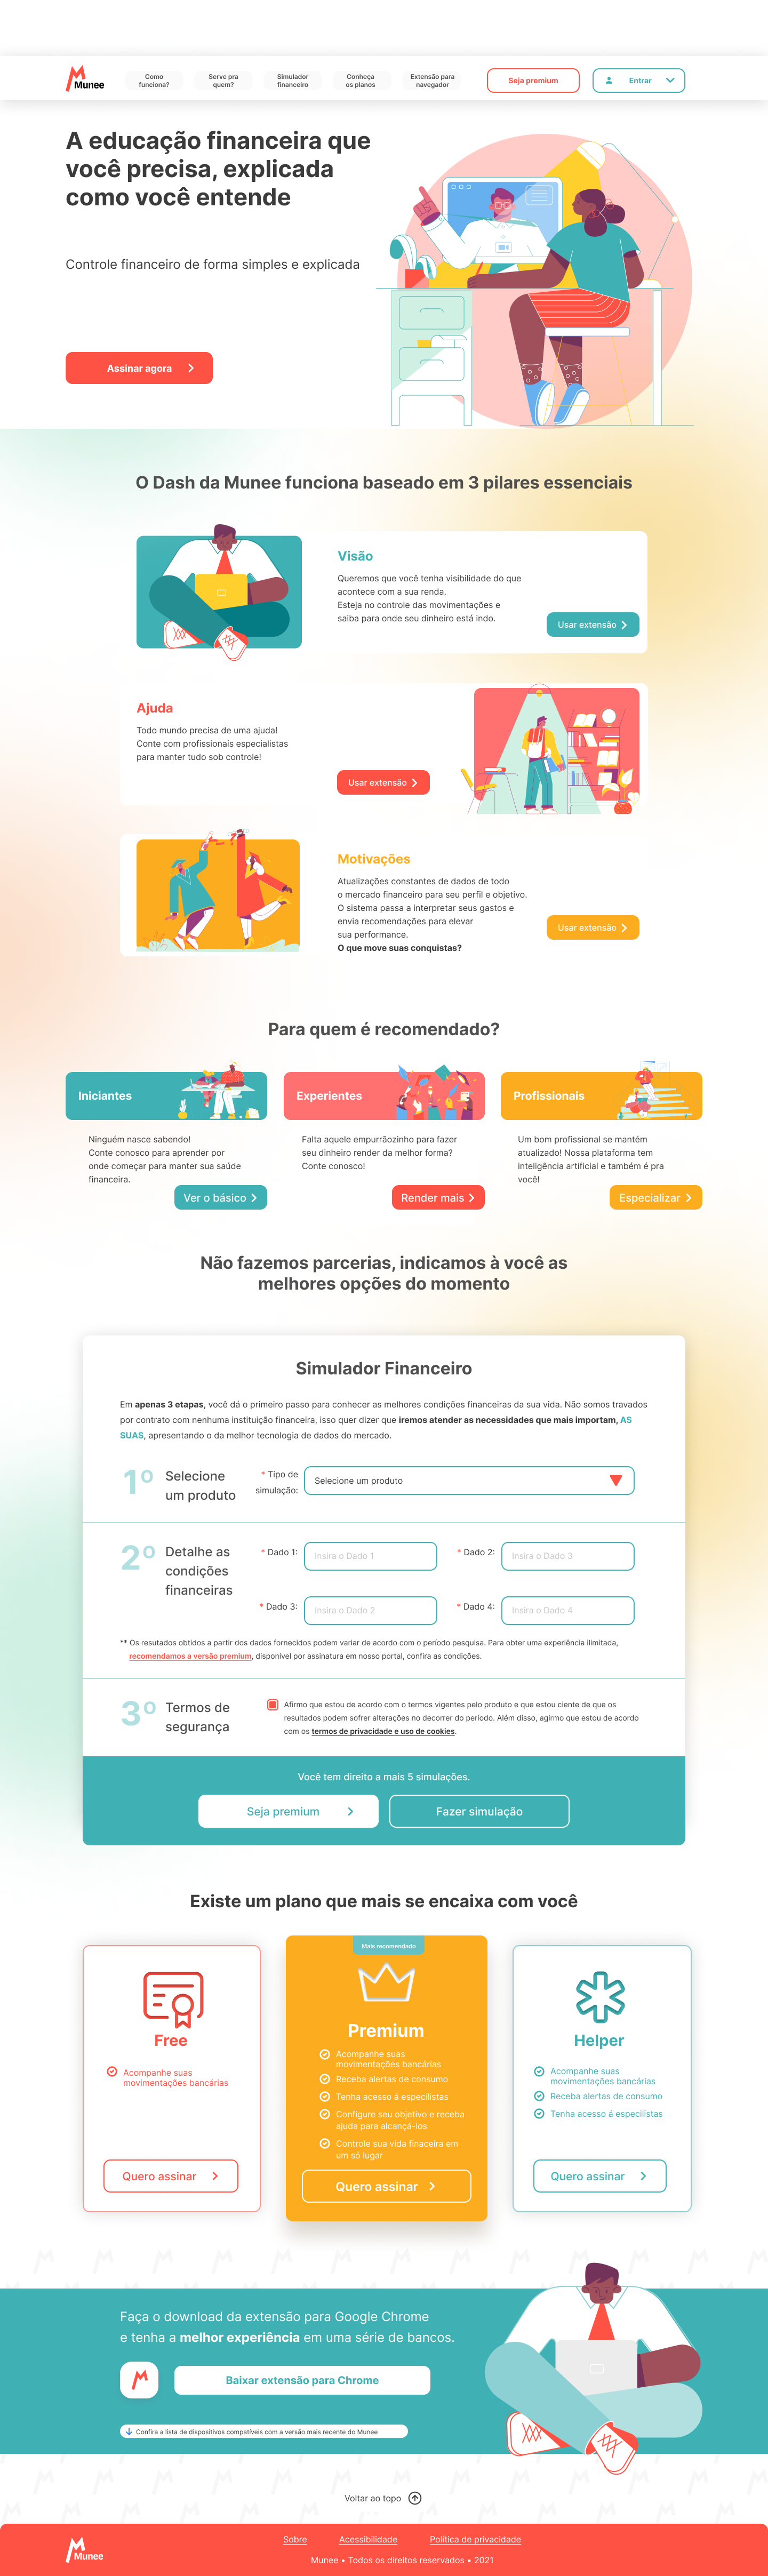 Munee
Como
funciona?
Serve pra
quem?
Simulador
financeiro
Conheça
os planos
Extensão para
navegador
Seja premium
Entrar
A educação financeira que
você precisa, explicada
como você entende
Controle financeiro de forma simples e explicada
Assinar agora
O Dash da Munee funciona baseado em 3 pilares essenciais
Visão
Queremos que você tenha visibilidade do que
acontece com a sua renda.
Esteja no controle das movimentações e
saiba para onde seu dinheiro está indo.
Usar extensão
Ajuda
Todo mundo precisa de uma ajuda!
Conte com profissionais especialistas
para manter tudo sob controle!
Usar extensão
Motivações
Atualizações constantes de dados de todo
o mercado financeiro para seu perfil e objetivo.
O sistema passa a interpretar seus gastos e
envia recomendações para elevar
sua performance.
O que move suas conquistas?
Usar extensão
Para quem é recomendado?
Iniciantes
Ninguém nasce sabendo!
Conte conosco para aprender por
onde começar para manter sua saúde
financeira.
Ver o básico
Experientes
Falta aquele empurrãozinho para fazer
seu dinheiro render da melhor forma?
Conte conosco!
Render mais
Profissionais
Um bom profissional se mantém
atualizado! Nossa plataforma tem
inteligência artificial e também é pra
você!
Especializar
Não fazemos parcerias, indicamos à você as
melhores opções do momento
Simulador Financeiro
Em apenas 3 etapas, você dá o primeiro passo para conhecer as melhores condições financeiras da sua vida. Não somos travados
por contrato com nenhuma instituição financeira, isso quer dizer que iremos atender as necessidades que mais importam, AS
SUAS, apresentando o da melhor tecnologia de dados do mercado.
1º
Selecione
um produto
* Tipo de
simulação:
Selecione um produto
2º
Detalhe as
condições
financeiras
* Dado 1:
Insira o Dado 1
* Dado 2:
Insira o Dado 3
* Dado 3:
Insira o Dado 2
* Dado 4:
Insira o Dado 4
** Os resutados obtidos a partir dos dados fornecidos podem variar de acordo com o período pesquisa. Para obter uma experiência ilimitada,
recomendamos a versão premium, disponível por assinatura em nosso portal, confira as condições.
3º
Termos de
segurança
Afirmo que estou de acordo com o termos vigentes pelo produto e que estou ciente de que os
resultados podem sofrer alterações no decorrer do período. Além disso, agirmo que estou de acordo
com os termos de privacidade e uso de cookies.
Você tem direito a mais 5 simulações.
Seja premium
Fazer simulação
Existe um plano que mais se encaixa com você
Free
Acompanhe suas
movimentações bancárias
Quero assinar
Mais recomendado
Premium
Acompanhe suas
movimentações bancárias
Receba alertas de consumo
Tenha acesso á especilistas
Configure seu objetivo e receba
ajuda para alcançá-los
Controle sua vida finaceira em
um só lugar
Quero assinar
Helper
Acompanhe suas
movimentações bancárias
Receba alertas de consumo
Tenha acesso á especilistas
Quero assinar
Faça o download da extensão para Google Chrome
e tenha a melhor experiência em uma série de bancos.
Baixar extensão para Chrome
Confira a lista de dispositivos compatíveis com a versão mais recente do Munee
Voltar ao topo
Munee
Sobre
Acessibilidade
Política de privacidade
Munee • Todos os direitos reservados • 2021